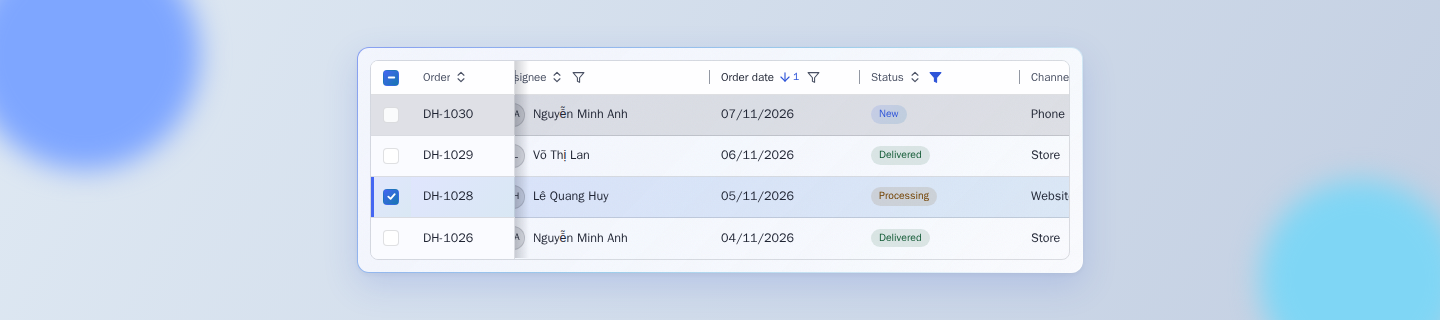 Order signee Order date 1 Status Channe
DH-1030 A Nguyễn Minh Anh 07/11/2026 New Phone
DH-1029 Võ Thị Lan 06/11/2026 Delivered Store
DH-1028 H Lê Quang Huy 05/11/2026 Processing Websit
DH-1026 A Nguyễn Minh Anh 04/11/2026 Delivered Store